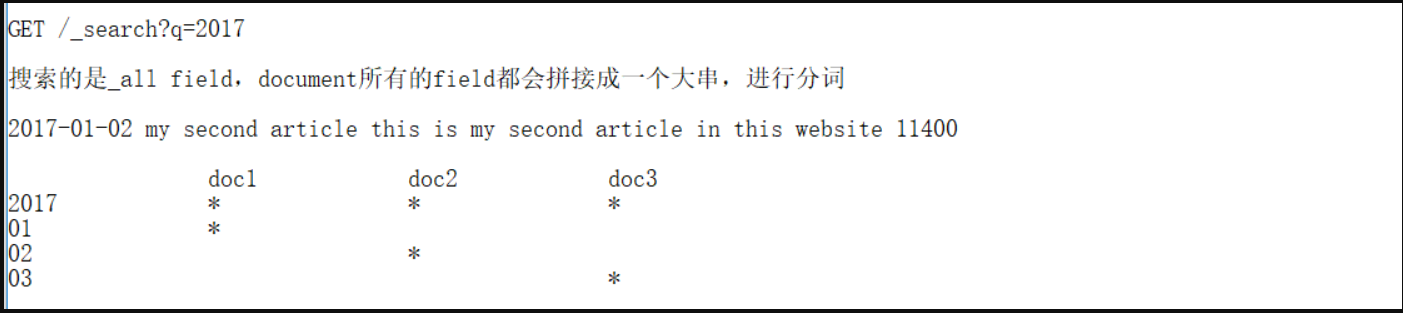 GET /_search?q=2017
搜索的是_all field，document所有的field都会拼接成一个大串，进行分词
2017-01-02 my second article this is my second article in this website 11400
doc1 doc2 doc3
2017 * * *
01 *
02 *
03 *